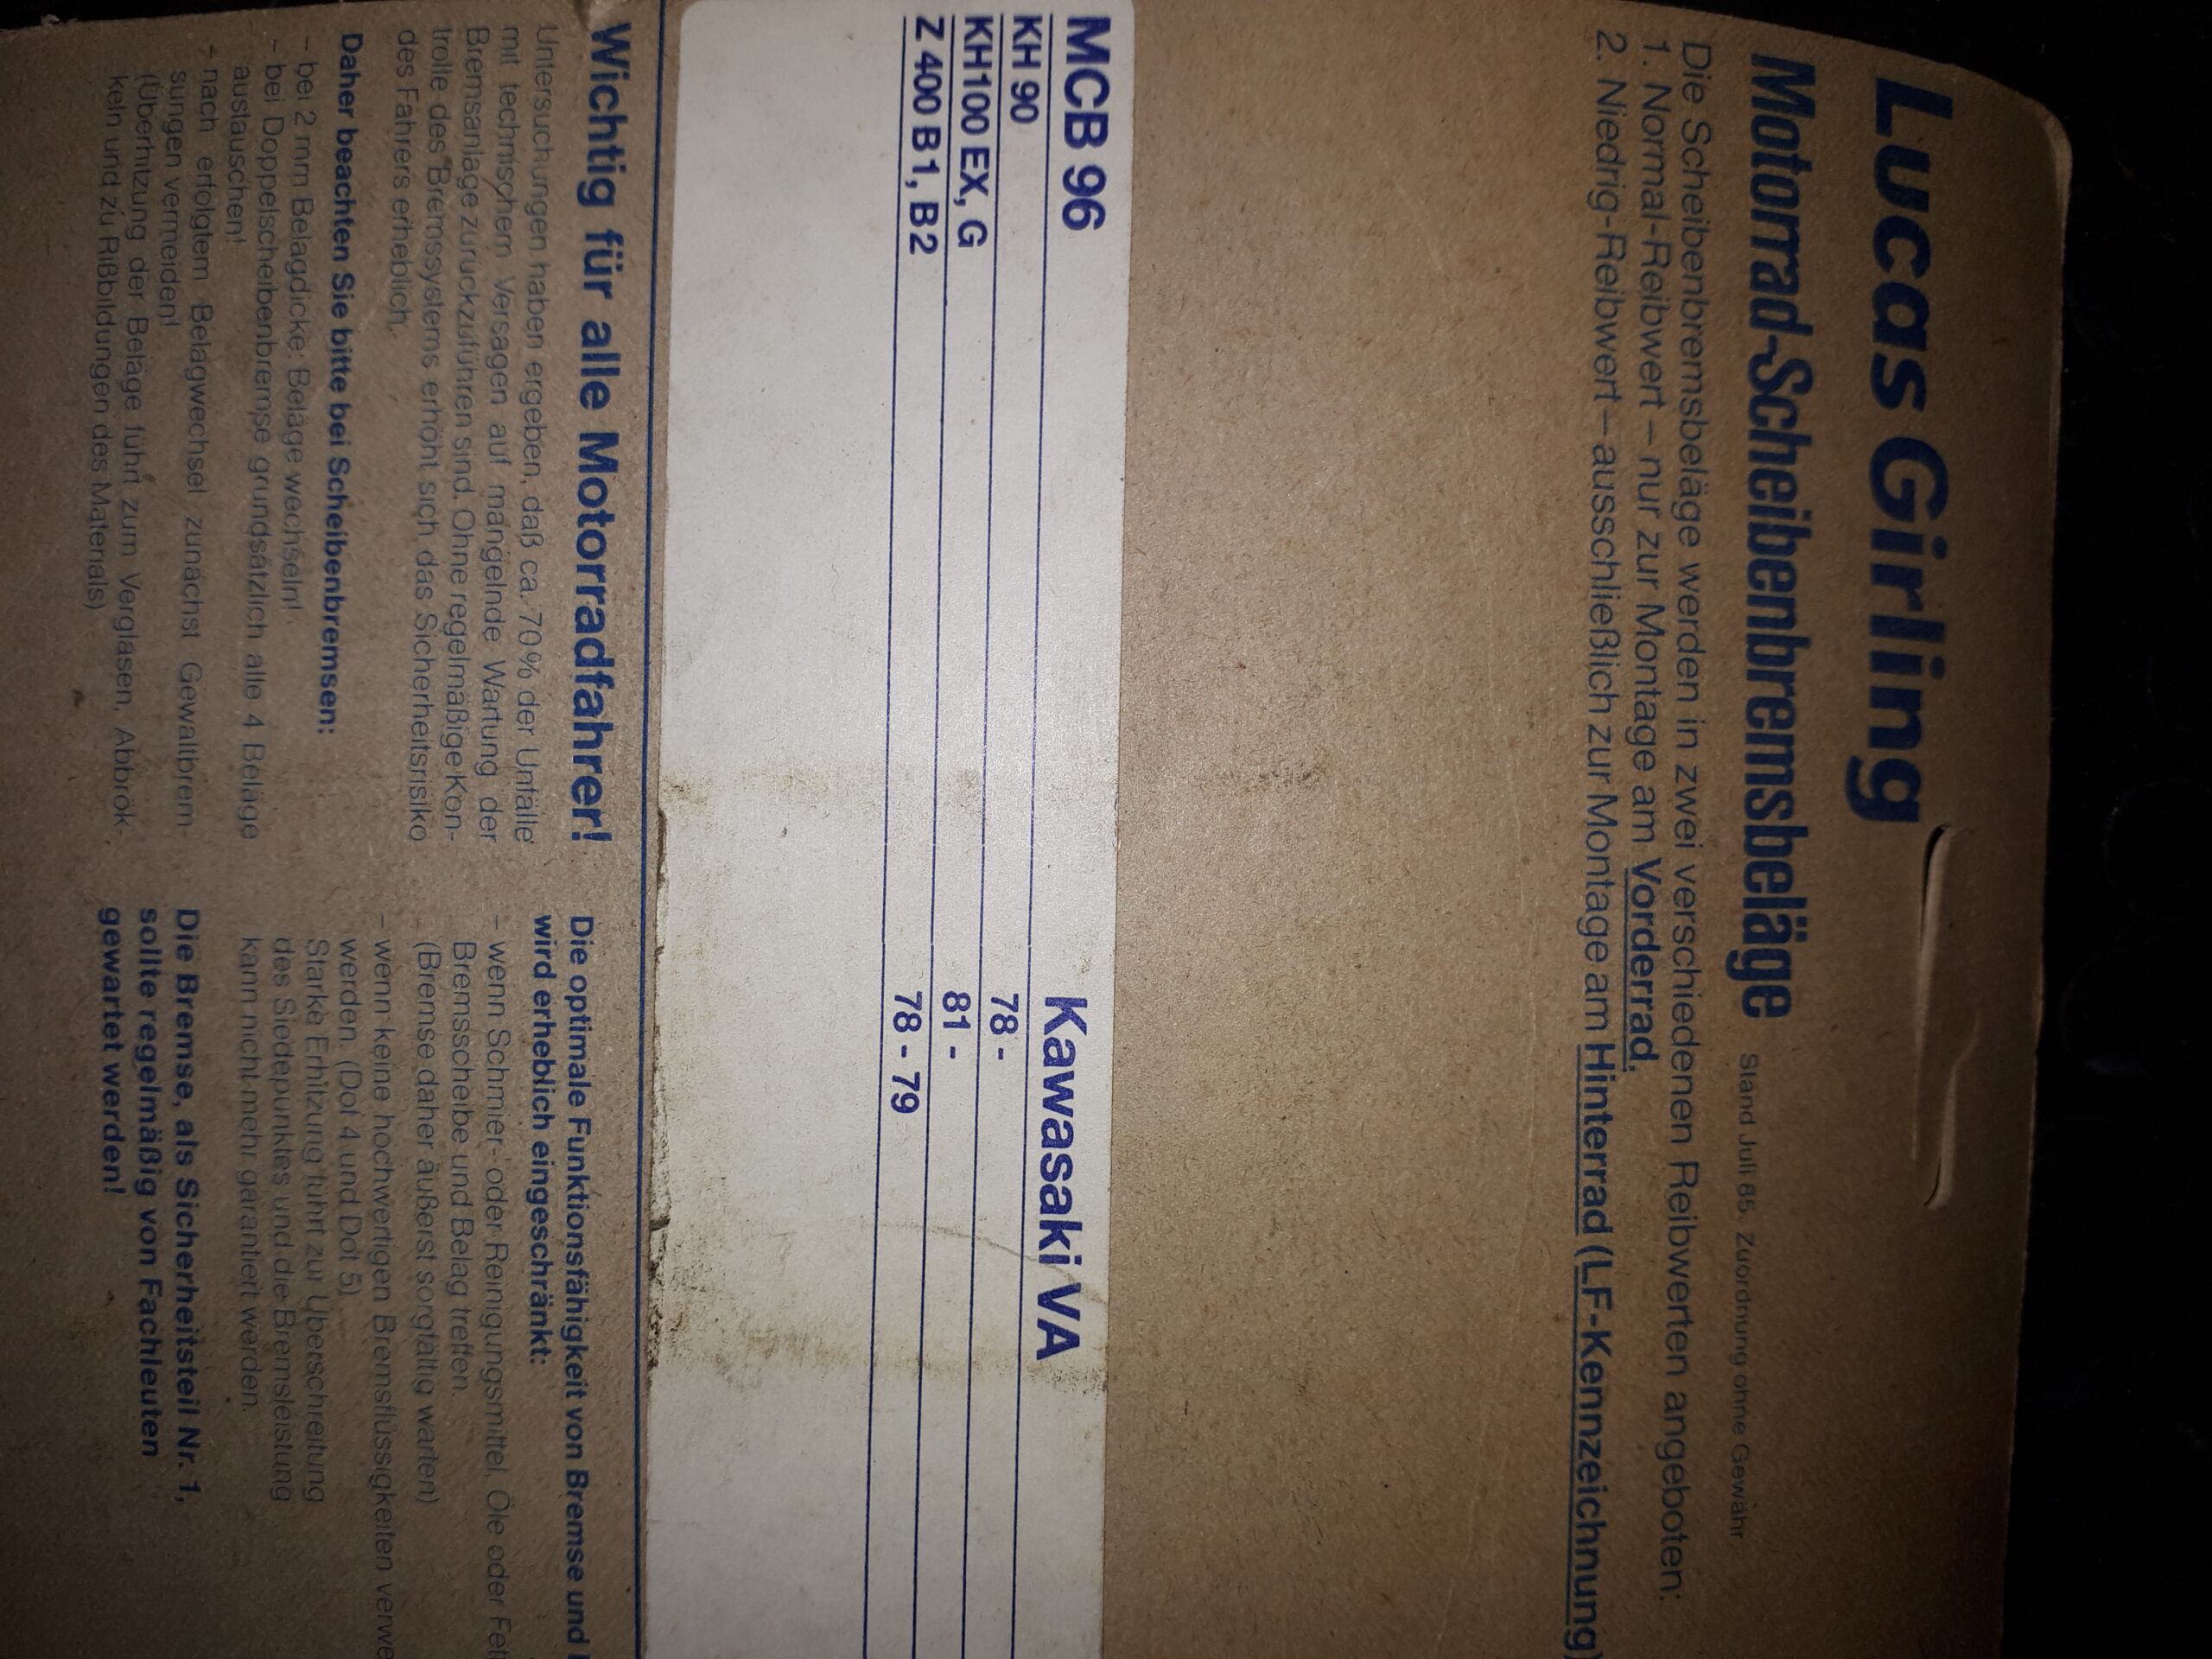 Lucas Girling
Motorrad-Scheibenbremsbeläge Stand Juli 85. Zuordnung ohne Gewähr
Die Scheibenbremsbeläge werden in zwei verschiedenen Reibwerten angeboten:
1. Normal-Reibwert – nur zur Montage am Vorderrad.
2. Niedrig-Reibwert – ausschließlich zur Montage am Hinterrad (LF-Kennzeichnung)
MCB 96 Kawasaki VA
KH 90 78 -
KH100 EX, G 81 -
Z 400 B1, B2 78 - 79
Wichtig für alle Motorradfahrer!
Untersuchungen haben ergeben, daß ca. 70% der Unfälle
mit technischem Versagen auf mangelnde Wartung der
Bremsanlage zurückzuführen sind. Ohne regelmäßige Kon-
trolle des Bremssystems erhöht sich das Sicherheitsrisiko
des Fahrers erheblich.
Daher beachten Sie bitte bei Scheibenbremsen:
– bei 2 mm Belagdicke: Beläge wechseln!
– bei Doppelscheibenbremse grundsätzlich alle 4 Beläge
austauschen!
– nach erfolgtem Belagwechsel zunächst Gewaltbrem-
sungen vermeiden!
(Überhitzung der Beläge führt zum Verglasen, Abbrök-
keln und zu Rißbildungen des Materials)
Die optimale Funktionsfähigkeit von Bremse und
wird erheblich eingeschränkt:
– wenn Schmier- oder Reinigungsmittel, Öle oder
Bremsscheibe und Belag treffen.
(Bremse daher äußerst sorgfältig warten)
– wenn keine hochwertigen Bremsflüssigkeiten
werden. (Dot 4 und Dot 5)
Starke Erhitzung führt zur Überschreitung
des Siedepunktes und die Bremsleistung
kann nicht mehr garantiert werden.
Die Bremse, als Sicherheitsteil Nr. 1,
sollte regelmäßig von Fachleuten
gewartet werden!